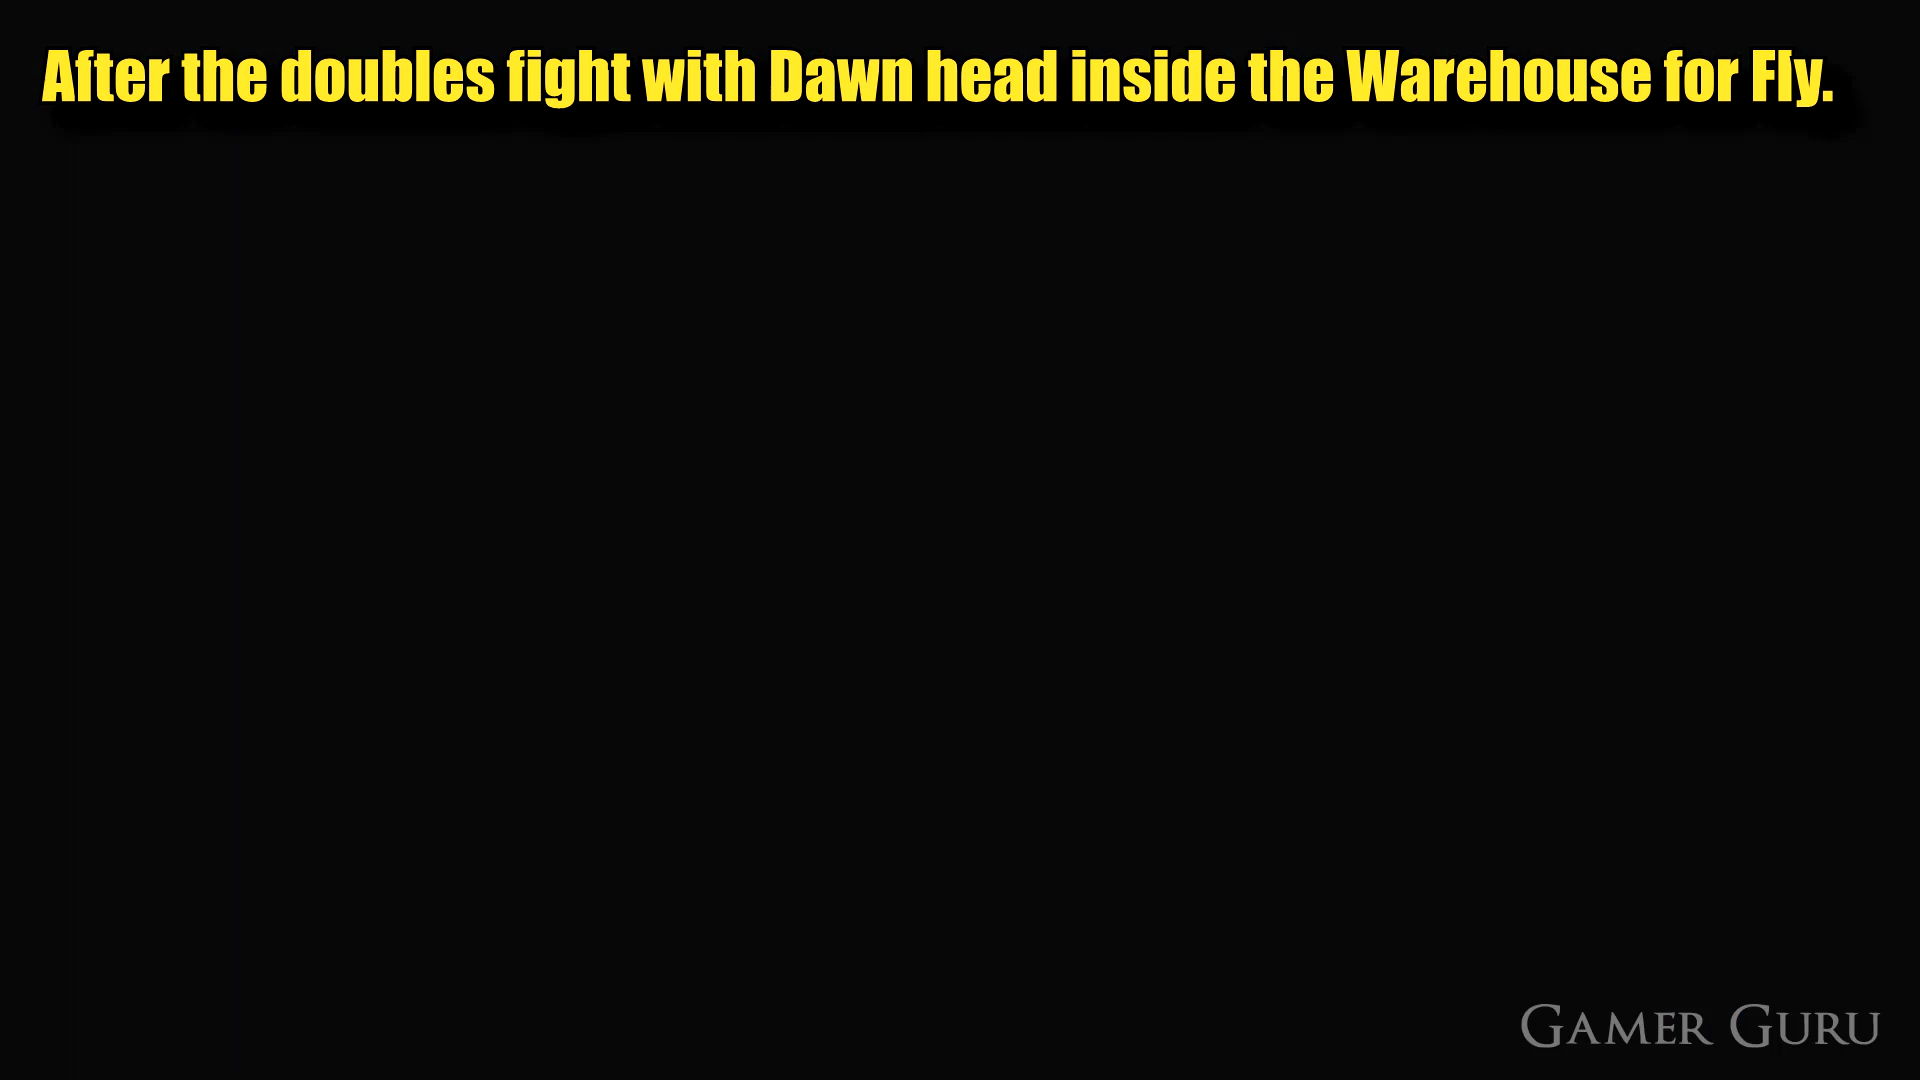 After the doubles fight with Dawn head inside the Warehouse for Fly.
Gamer Guru